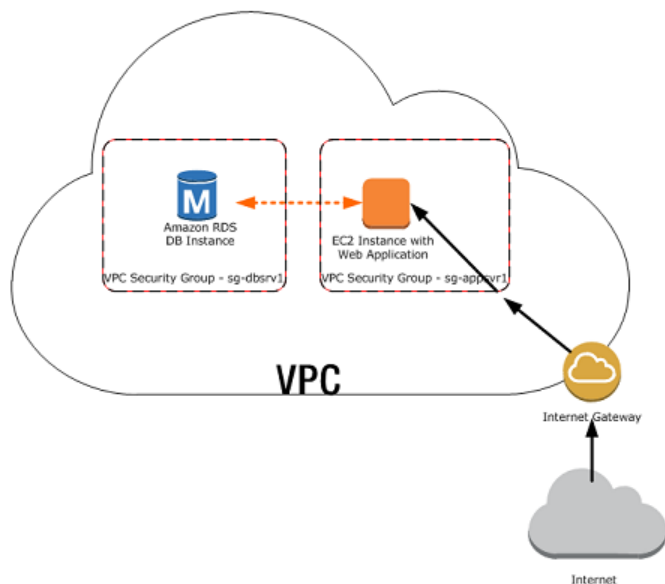 M
Amazon RDS
DB Instance
VPC Security Group - sg-dbsrv1
EC2 Instance with
Web Application
VPC Security Group - sg-appsvr1
VPC
Internet Gateway
Internet